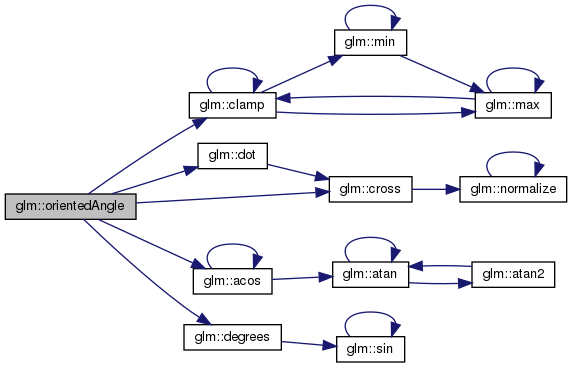 glm::min
glm::clamp
glm::max
glm::dot
glm::cross
glm::normalize
glm::orientedAngle
glm::acos
glm::atan
glm::atan2
glm::degrees
glm::sin